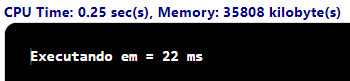 CPU Time: 0.25 sec(s), Memory: 35808 kilobyte(s)
Executando em = 22 ms